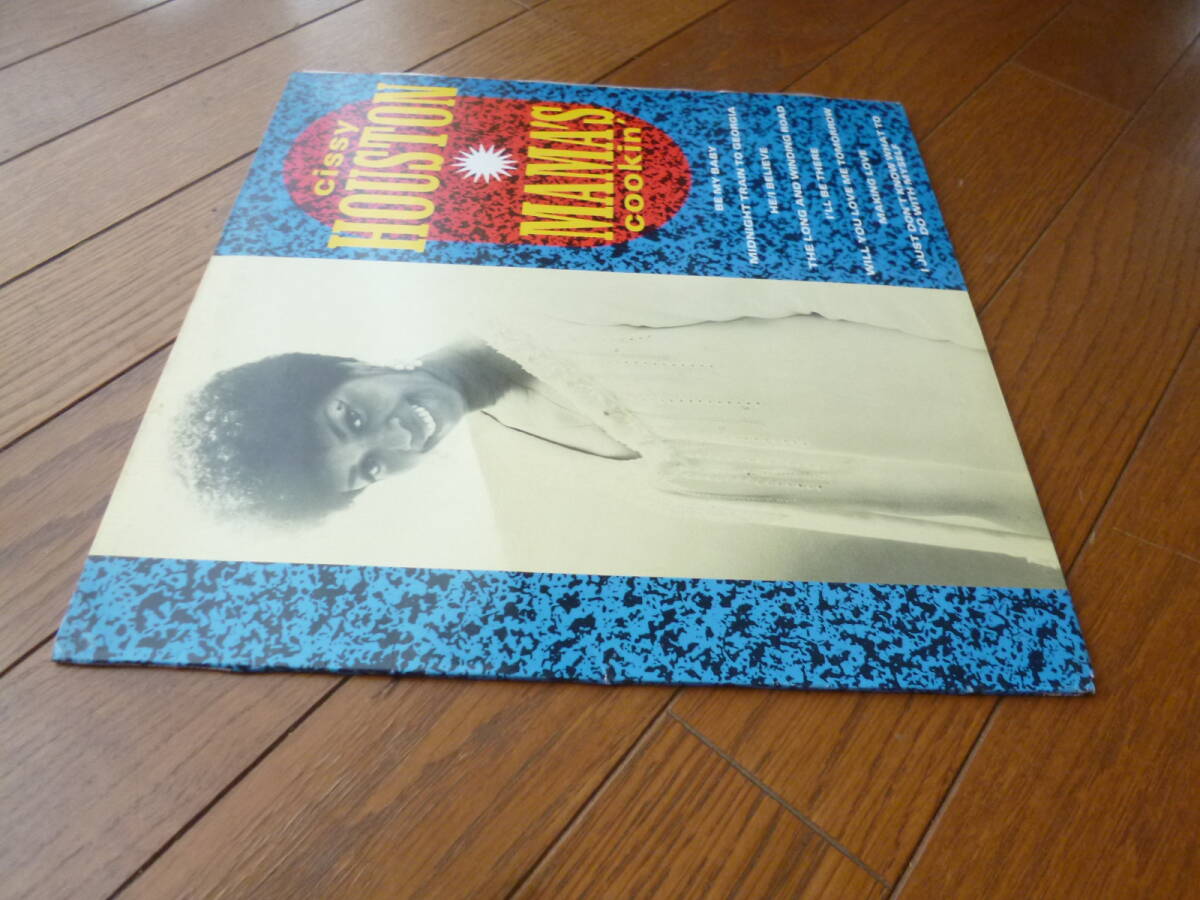 cissy
HOUSTON
MAMA'S
cookin'
BE MY BABY
MIDNIGHT TRAIN TO GEORGIA
HE/I BELIEVE
THE LONG AND WINDING ROAD
I'LL BE THERE
WILL YOU LOVE ME TOMORROW
MAKING LOVE
I JUST DON'T KNOW WHAT TO
DO WITH MYSELF